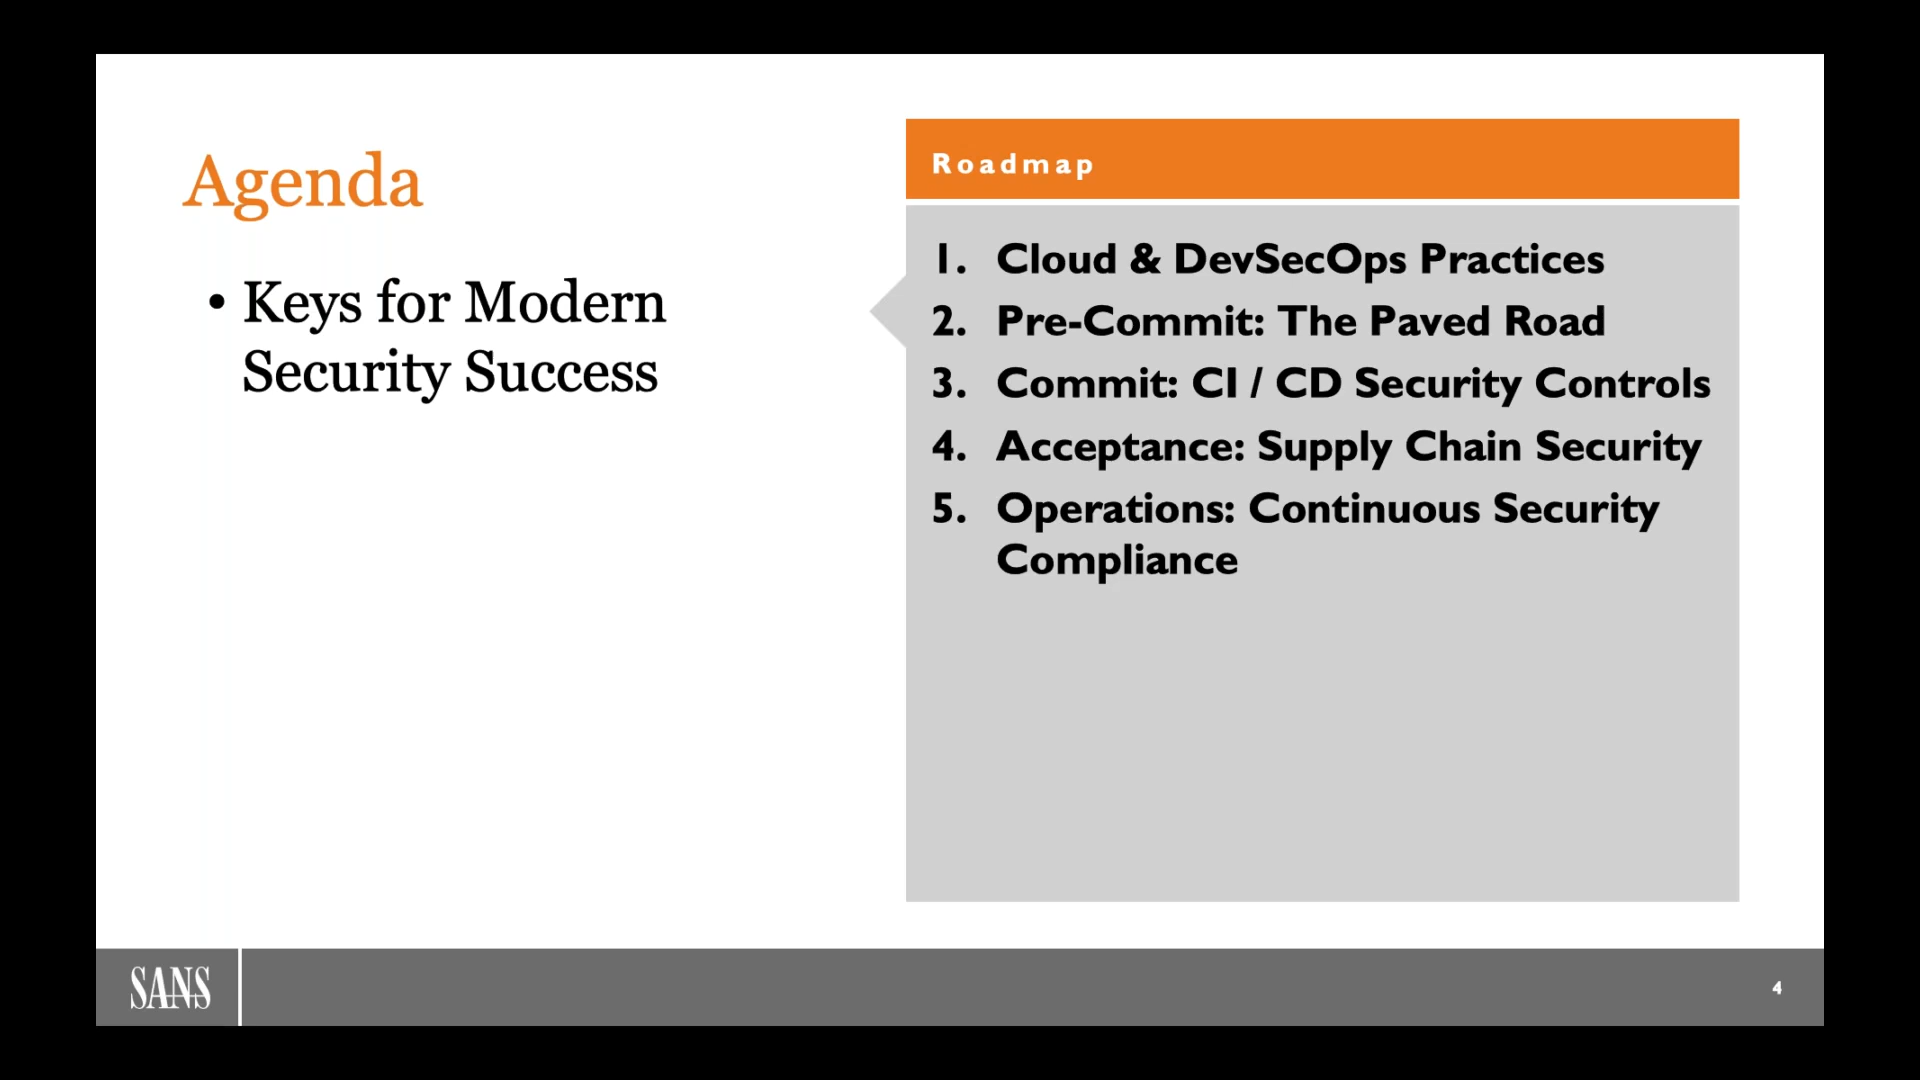 Agenda
• Keys for Modern
Security Success
Roadmap
1. Cloud & DevSecOps Practices
2. Pre-Commit: The Paved Road
3. Commit: CI / CD Security Controls
4. Acceptance: Supply Chain Security
5. Operations: Continuous Security
Compliance
SANS
4